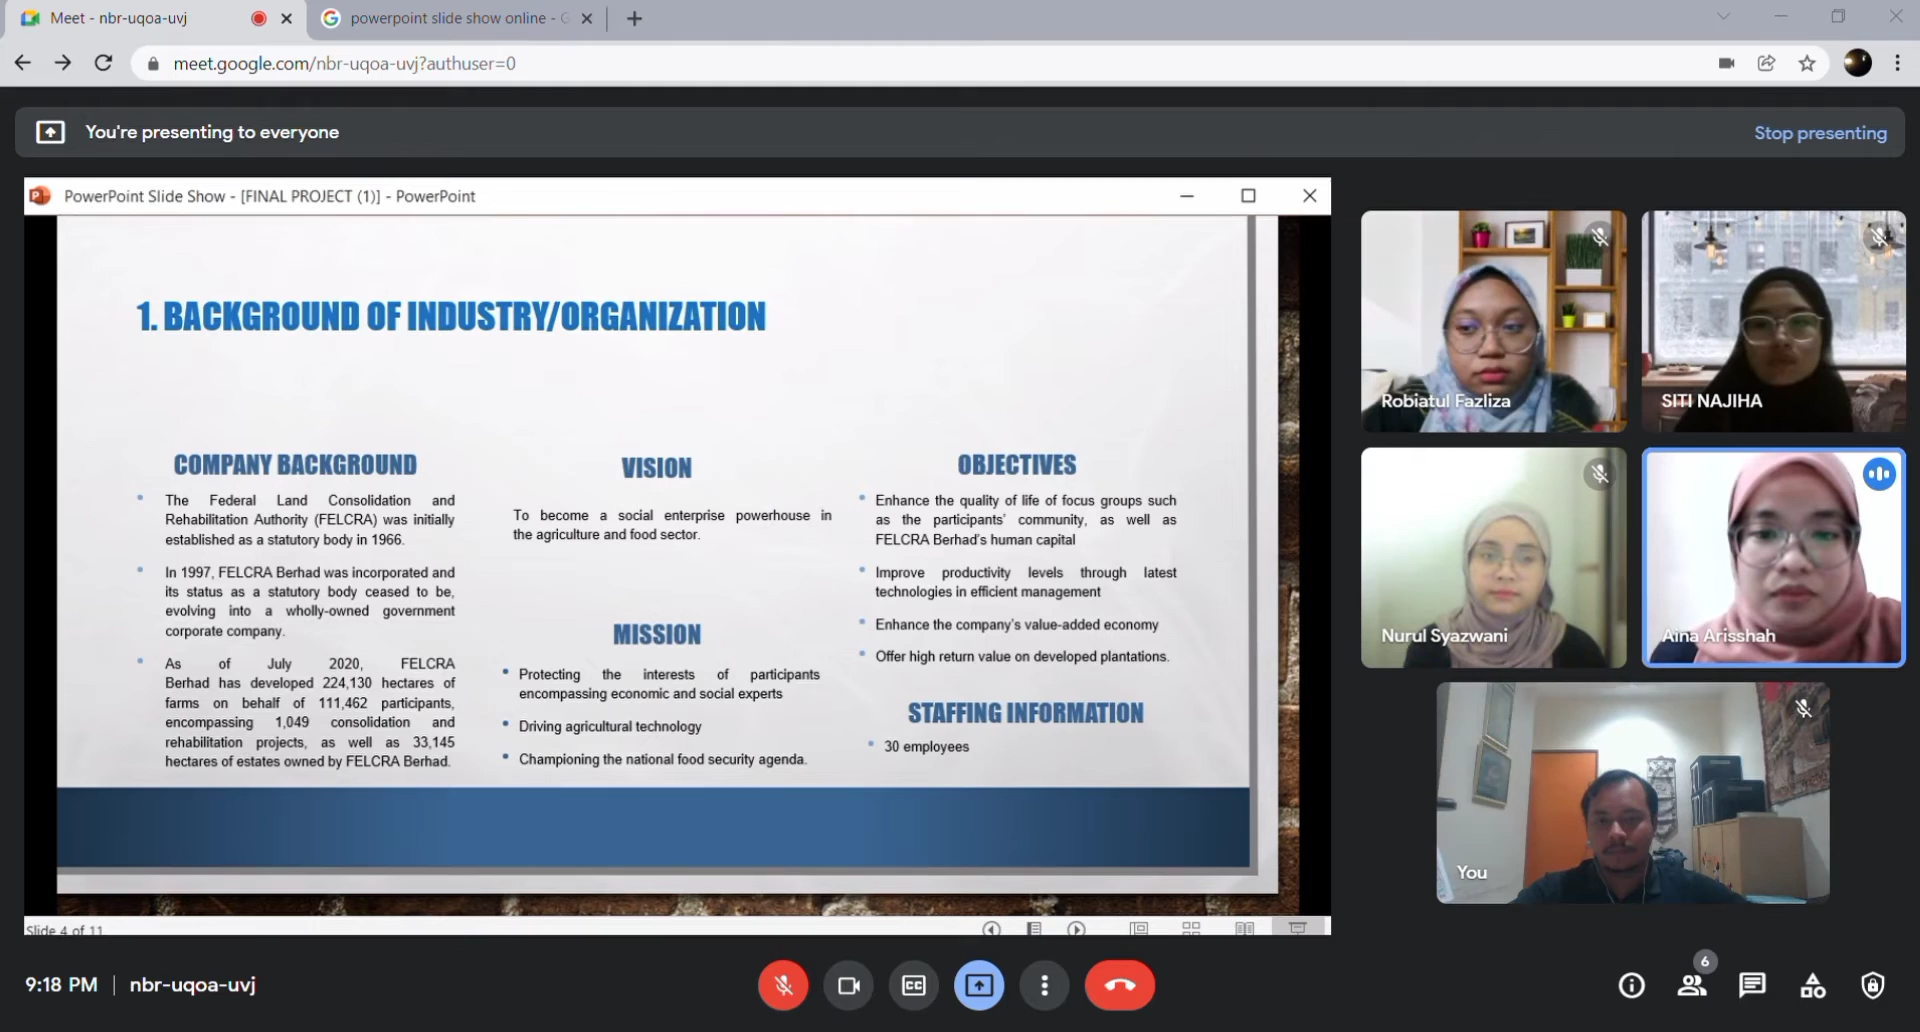 Meet - nbr-uqoa-uvj
powerpoint slide show online - G
meet.google.com/nbr-uqoa-uvj?authuser=0
You're presenting to everyone
Stop presenting
PowerPoint Slide Show - [FINAL PROJECT (1)] - PowerPoint
1. BACKGROUND OF INDUSTRY/ORGANIZATION
COMPANY BACKGROUND
The Federal Land Consolidation and
Rehabilitation Authority (FELCRA) was initially
established as a statutory body in 1966.
In 1997, FELCRA Berhad was incorporated and
its status as a statutory body ceased to be,
evolving into a wholly-owned government
corporate company.
As of July 2020, FELCRA
Berhad has developed 224,130 hectares of
farms on behalf of 111,462 participants,
encompassing 1,049 consolidation and
rehabilitation projects, as well as 33,145
hectares of estates owned by FELCRA Berhad.
VISION
To become a social enterprise powerhouse in
the agriculture and food sector.
MISSION
Protecting the interests of participants
encompassing economic and social experts
Driving agricultural technology
Championing the national food security agenda.
OBJECTIVES
Enhance the quality of life of focus groups such
as the participants' community, as well as
FELCRA Berhad's human capital
Improve productivity levels through latest
technologies in efficient management
Enhance the company's value-added economy
Offer high return value on developed plantations.
STAFFING INFORMATION
30 employees
Slide 4 of 11
Robiatul Fazliza
SITI NAJIHA
Nurul Syazwani
Aina Arisshah
You
9:18 PM | nbr-uqoa-uvj
CC
6